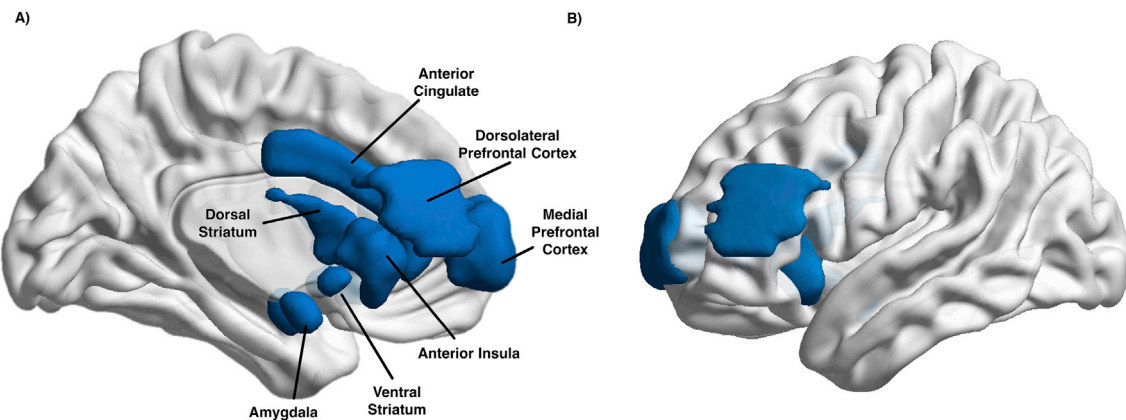 A)
B)
Anterior
Cingulate
Dorsolateral
Prefrontal Cortex
Dorsal
Striatum
Medial
Prefrontal
Cortex
Anterior Insula
Ventral
Striatum
Amygdala